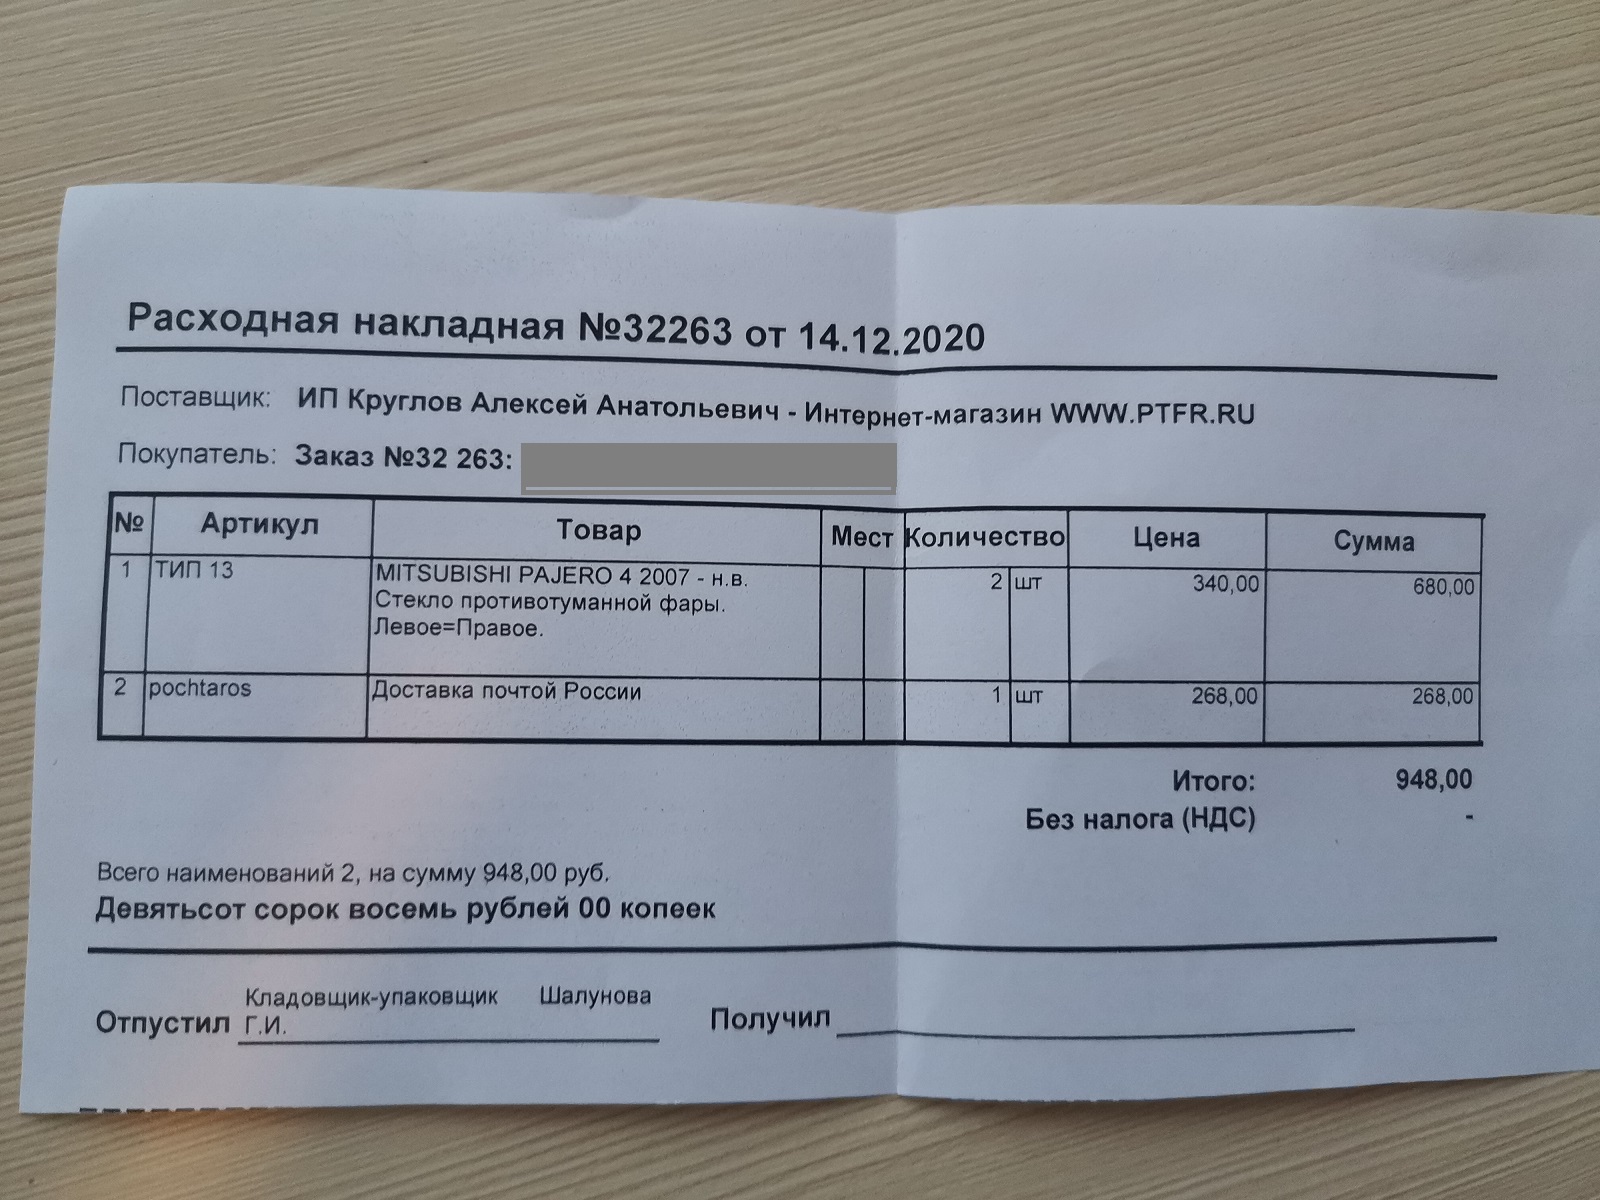 Расходная накладная №32263 от 14.12.2020
Поставщик: ИП Круглов Алексей Анатольевич - Интернет-магазин WWW.PTFR.RU
Покупатель: Заказ №32 263:
№ Артикул Товар Мест Количество Цена Сумма
1 ТИП 13 MITSUBISHI PAJERO 4 2007 - н.в. 2 шт 340,00 680,00
Стекло противотуманной фары.
Левое=Правое.
2 pochtaros Доставка почтой России 1 шт 268,00 268,00
Итого: 948,00
Без налога (НДС) -
Всего наименований 2, на сумму 948,00 руб.
Девятьсот сорок восемь рублей 00 копеек
Отпустил Кладовщик-упаковщик Шалунова
Г.И.
Получил